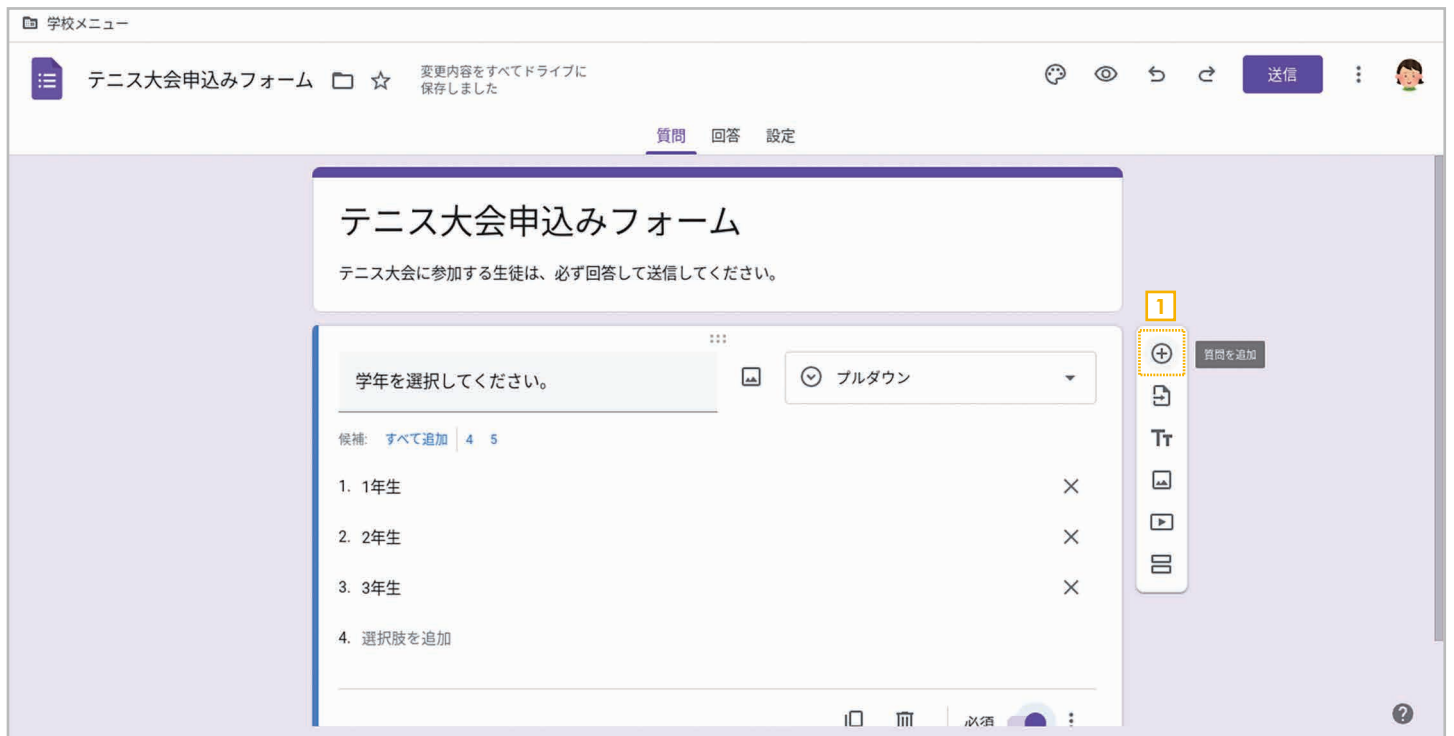 学校メニュー
テニス大会申込みフォーム
変更内容をすべてドライブに
保存しました
送信
質問 回答 設定
テニス大会申込みフォーム
テニス大会に参加する生徒は、必ず回答して送信してください。
1
質問を追加
学年を選択してください。
プルダウン
候補: すべて追加 4 5
1. 1年生
2. 2年生
3. 3年生
4. 選択肢を追加
Tт
必須